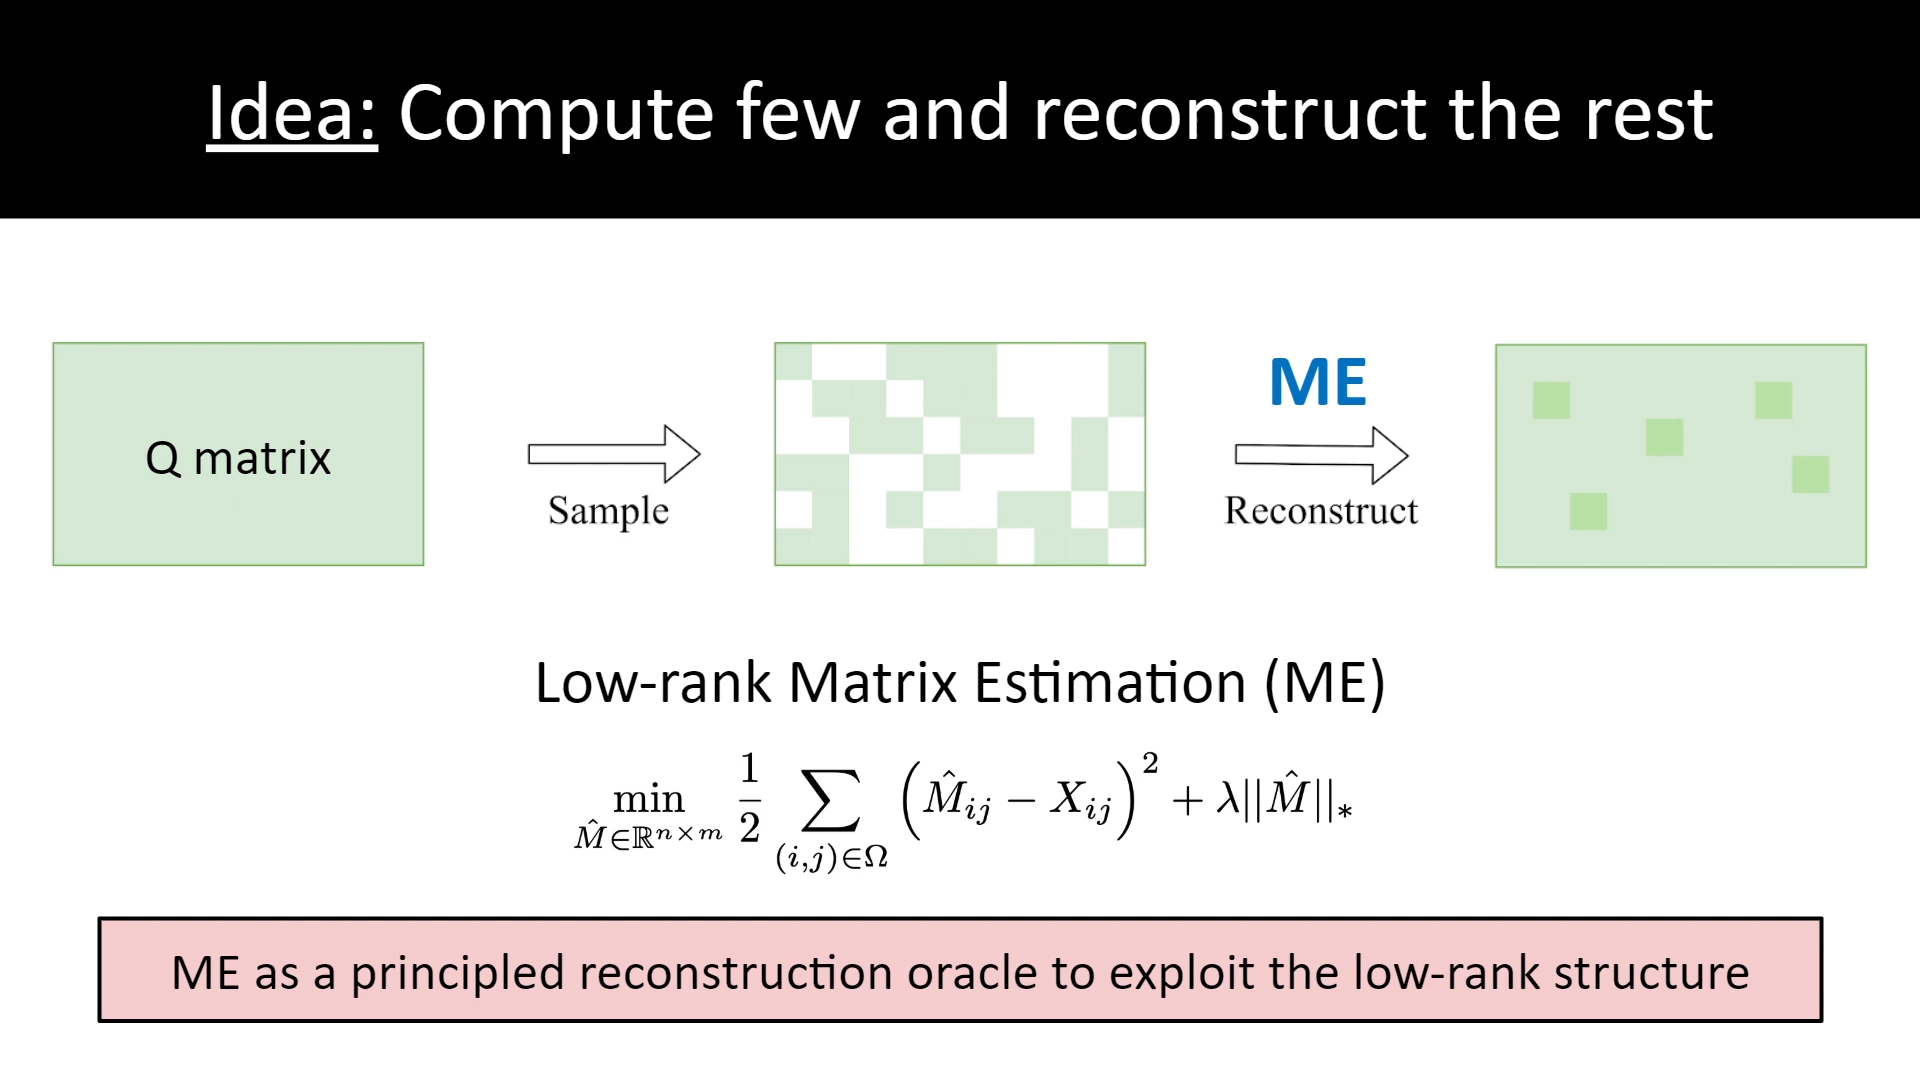 Idea: Compute few and reconstruct the rest
Q matrix
Sample
ME
Reconstruct
Low-rank Matrix Estimation (ME)
$\min_{\hat{M} \in \mathbb{R}^{n \times m}} \frac{1}{2} \sum_{(i,j) \in \Omega} \left( \hat{M}_{ij} - X_{ij} \right)^2 + \lambda ||\hat{M}||_*$
ME as a principled reconstruction oracle to exploit the low-rank structure